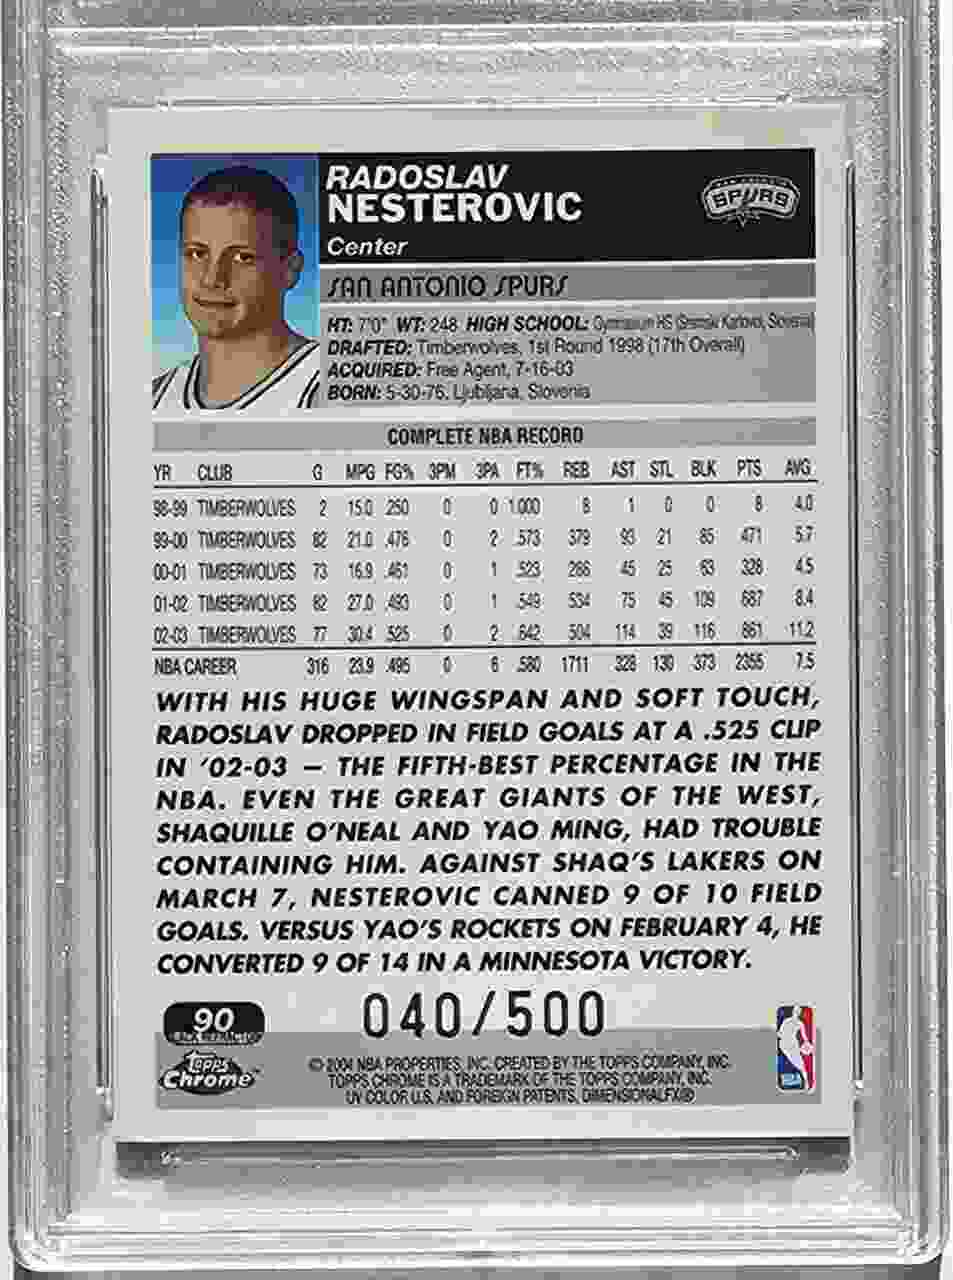 RADOSLAV
NESTEROVIC
Center
SPURS
SAN ANTONIO SPURS
HT: 7'0" WT: 248 HIGH SCHOOL: Gymnasium HS Slovenia)
DRAFTED: Timberwolves, 1st Round 1998 (17th Overall)
ACQUIRED: Free Agent, 7-16-03
BORN: 5-30-76, Ljubljana, Slovenia
COMPLETE NBA RECORD
YR CLUB G MPG FG% 3PM 3PA FT% REB AST STL BLK PTS AVG
98-99 TIMBERWOLVES 2 15.0 .250 0 0 1.000 8 1 0 0 8 4.0
99-00 TIMBERWOLVES 82 21.0 .476 0 2 .573 379 93 21 85 471 5.7
00-01 TIMBERWOLVES 73 16.9 .461 0 1 .523 286 45 25 63 328 4.5
01-02 TIMBERWOLVES 82 27.0 .493 0 1 .549 534 75 45 109 687 8.4
02-03 TIMBERWOLVES 77 30.4 .525 0 2 .642 504 114 39 116 861 11.2
NBA CAREER 316 23.9 .495 0 6 .580 1711 328 130 373 2355 7.5
WITH HIS HUGE WINGSPAN AND SOFT TOUCH,
RADOSLAV DROPPED IN FIELD GOALS AT A .525 CLIP
IN '02-03 — THE FIFTH-BEST PERCENTAGE IN THE
NBA. EVEN THE GREAT GIANTS OF THE WEST,
SHAQUILLE O'NEAL AND YAO MING, HAD TROUBLE
CONTAINING HIM. AGAINST SHAQ'S LAKERS ON
MARCH 7, NESTEROVIC CANNED 9 OF 10 FIELD
GOALS. VERSUS YAO'S ROCKETS ON FEBRUARY 4, HE
CONVERTED 9 OF 14 IN A MINNESOTA VICTORY.
040/500
90
BLACK REFRACTOR
Topps
Chrome™
© 2004 NBA PROPERTIES, INC. CREATED BY THE TOPPS COMPANY, INC.
TOPPS CHROME IS A TRADEMARK OF THE TOPPS COMPANY, INC.
UV COLOR U.S. AND FOREIGN PATENTS, DIMENSIONALFX®
NBA